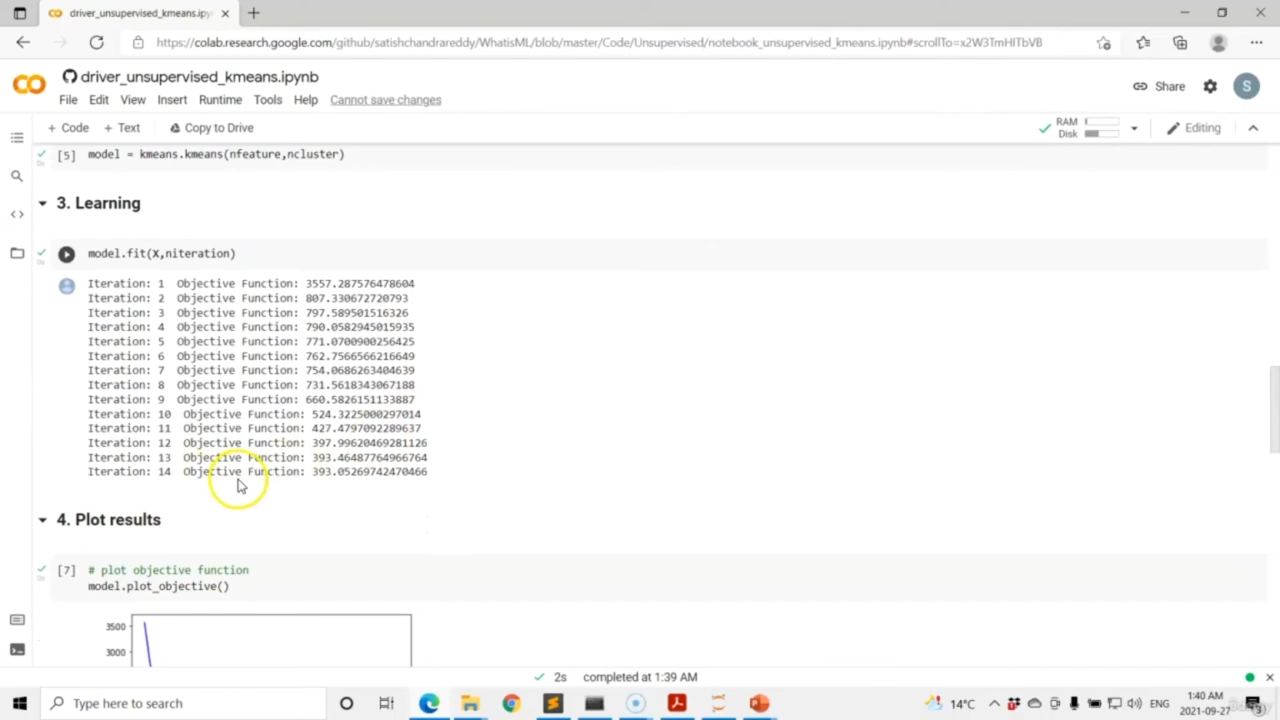 driver_unsupervised_kmeans.ipy
https://colab.research.google.com/github/satishchandrareddy/WhatisML/blob/master/Code/Unsupervised/notebook_unsupervised_kmeans.ipynb#scrollTo=x2W3TmHITbVB
driver_unsupervised_kmeans.ipynb
File Edit View Insert Runtime Tools Help Cannot save changes
Share
S
+ Code + Text Copy to Drive
RAM
Disk
Editing
[5] model = kmeans.kmeans(nfeature,ncluster)
3. Learning
model.fit(X,niteration)
Iteration: 1 Objective Function: 3557.287576478604
Iteration: 2 Objective Function: 807.330672720793
Iteration: 3 Objective Function: 797.589501516326
Iteration: 4 Objective Function: 790.0582945015935
Iteration: 5 Objective Function: 771.0700900256425
Iteration: 6 Objective Function: 762.7566566216649
Iteration: 7 Objective Function: 754.0686263404639
Iteration: 8 Objective Function: 731.5618343067188
Iteration: 9 Objective Function: 660.5826151133887
Iteration: 10 Objective Function: 524.3225000297014
Iteration: 11 Objective Function: 427.4797092289637
Iteration: 12 Objective Function: 397.99620469281126
Iteration: 13 Objective Function: 393.46487764966764
Iteration: 14 Objective Function: 393.05269742470466
4. Plot results
[7] # plot objective function
model.plot_objective()
3500
3000
2s completed at 1:39 AM
Type here to search
14°C
ENG
1:40 AM
2021-09-27